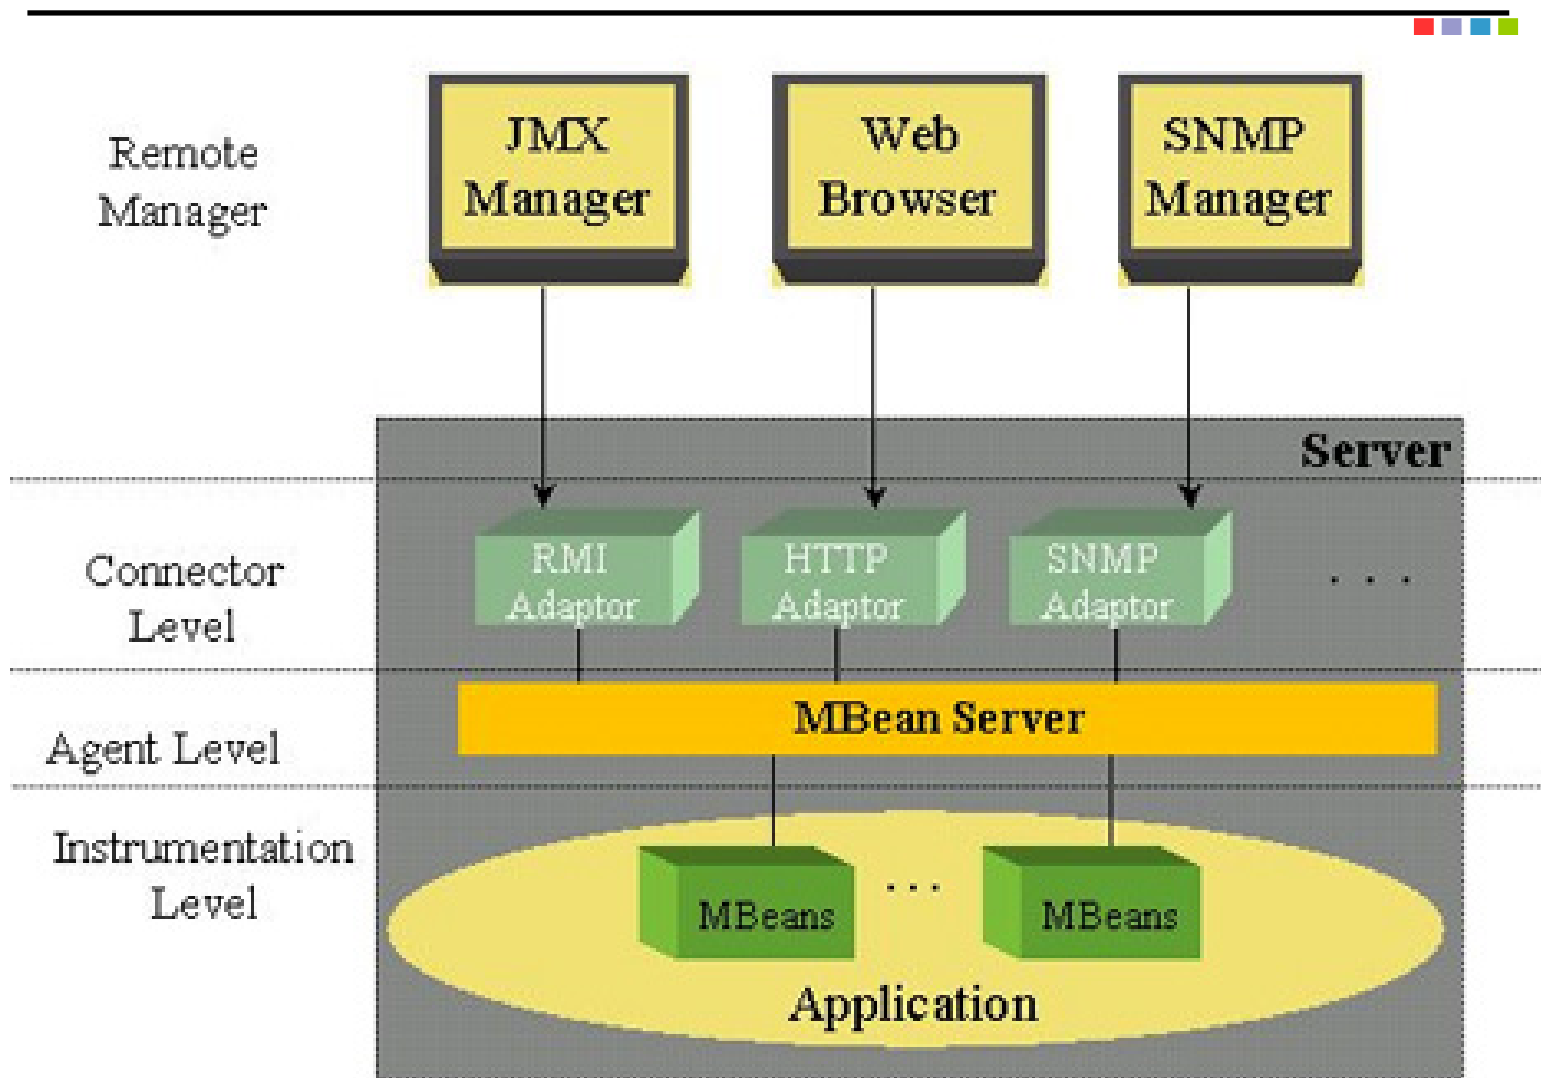 Remote
Manager
JMX
Manager
Web
Browser
SNMP
Manager
Server
Connector
Level
RMI
Adaptor
HTTP
Adaptor
SNMP
Adaptor
. . .
Agent Level
MBean Server
Instrumentation
Level
MBeans
. . .
MBeans
Application